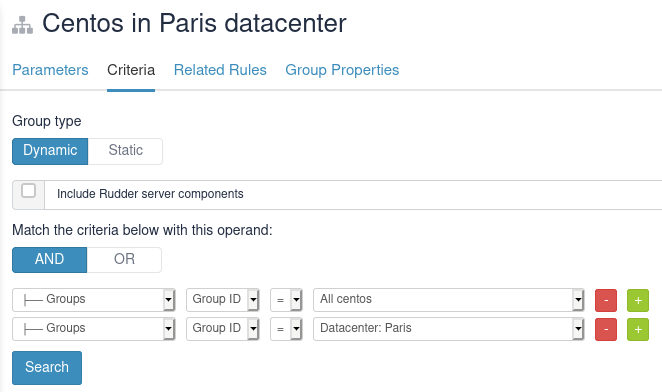 Centos in Paris datacenter
Parameters Criteria Related Rules Group Properties
Group type
Dynamic Static
Include Rudder server components
Match the criteria below with this operand:
AND OR
├── Groups Group ID = All centos - +
├── Groups Group ID = Datacenter: Paris - +
Search